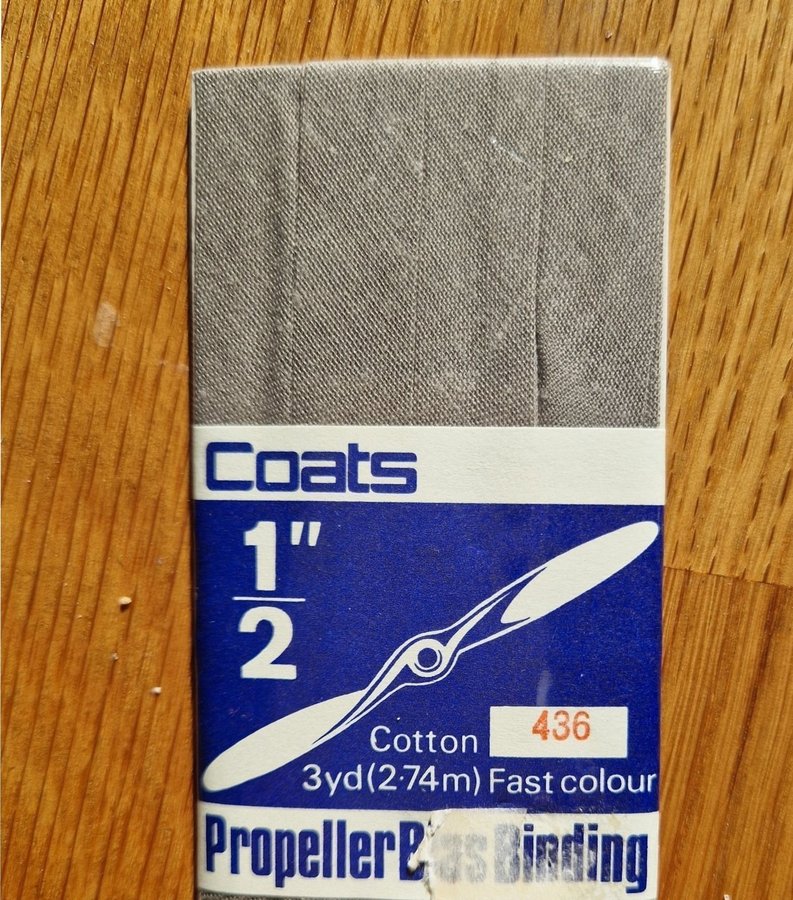 Coats
1"
2
Cotton 436
3yd(2·74m) Fast colour
Propeller Bias Binding